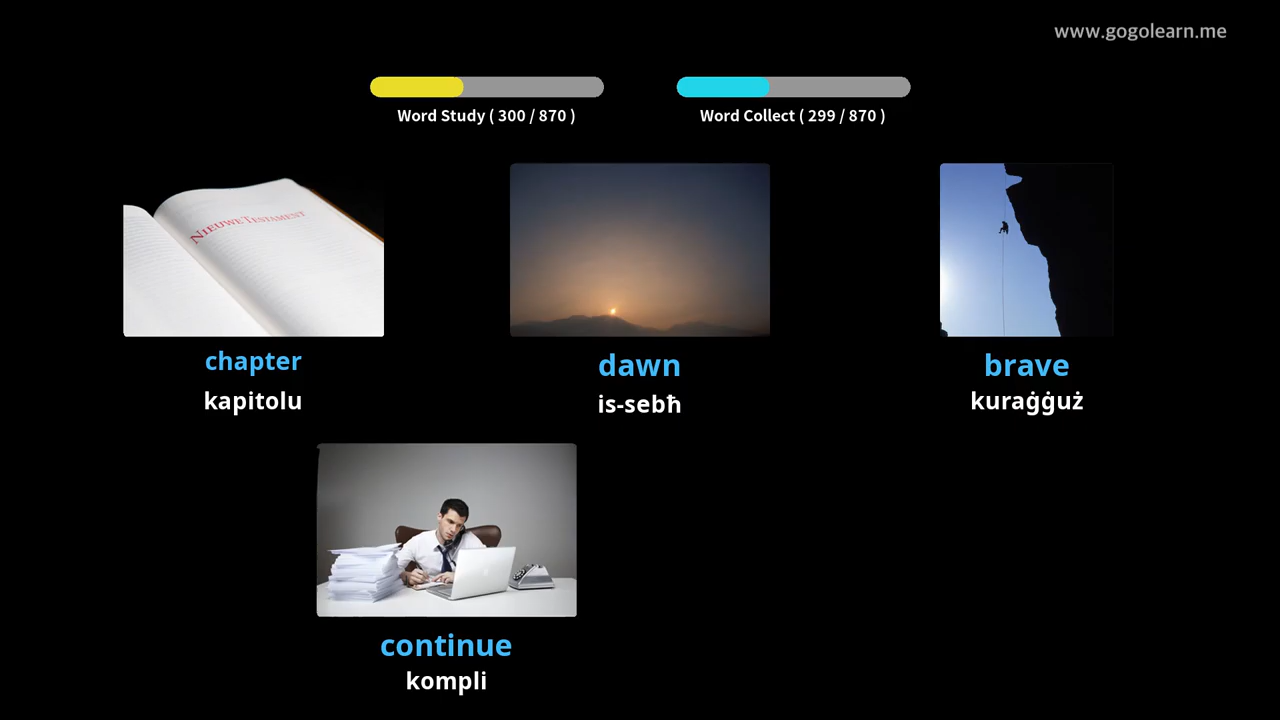 www.gogolearn.me
Word Study ( 300 / 870 )
Word Collect ( 299 / 870 )
NIEUWE TESTAMENT
chapter
kapitolu
dawn
is-sebħ
brave
kuraġġuż
continue
kompli